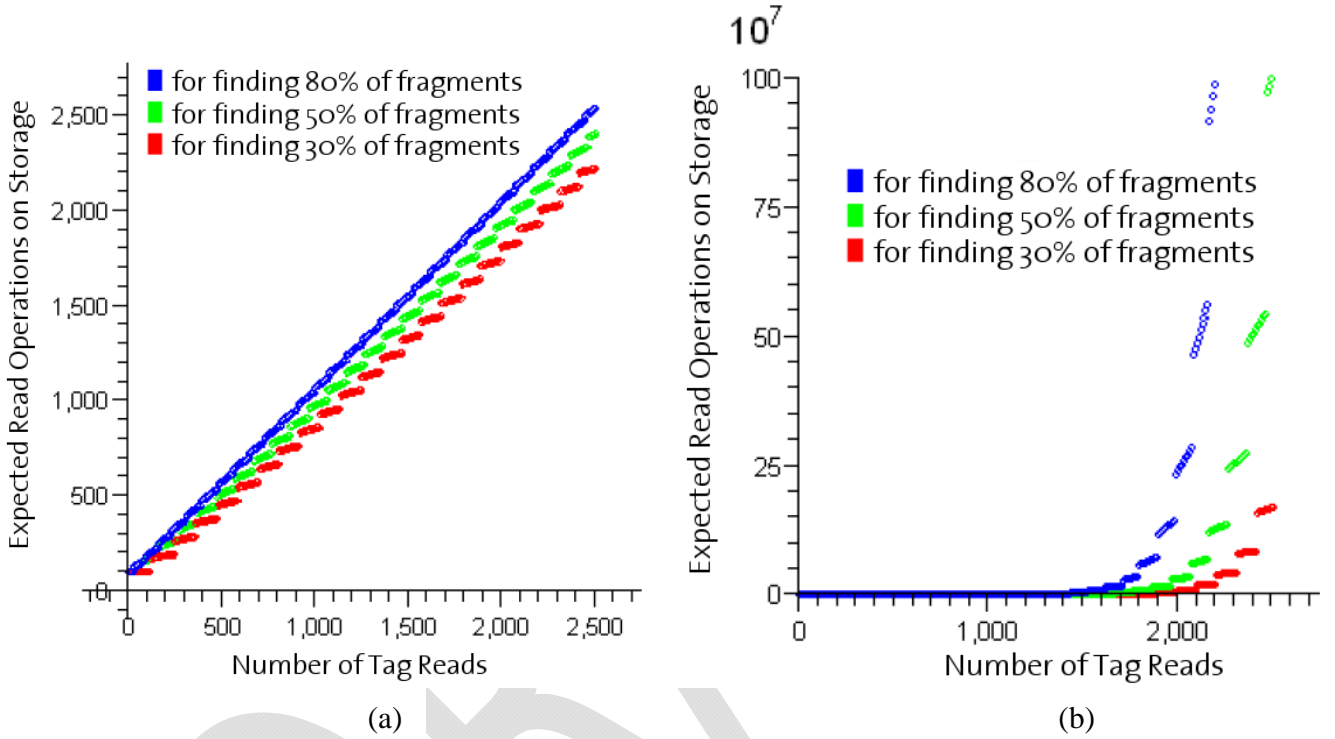 for finding 80% of fragments
for finding 50% of fragments
for finding 30% of fragments
Expected Read Operations on Storage
2,500
2,000
1,500
1,000
500
0
0 500 1,000 1,500 2,000 2,500
Number of Tag Reads
(a)
10⁷
100
75
50
25
0
for finding 80% of fragments
for finding 50% of fragments
for finding 30% of fragments
Expected Read Operations on Storage
0 1,000 2,000
Number of Tag Reads
(b)